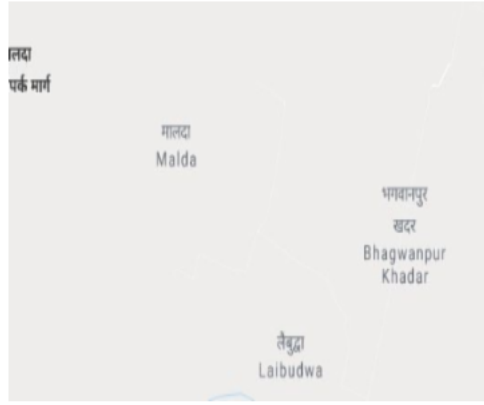 लदा
पर्क मार्ग
मालदा
Malda
भगवानपुर
खदर
Bhagwanpur
Khadar
लैबुद्वा
Laibudwa